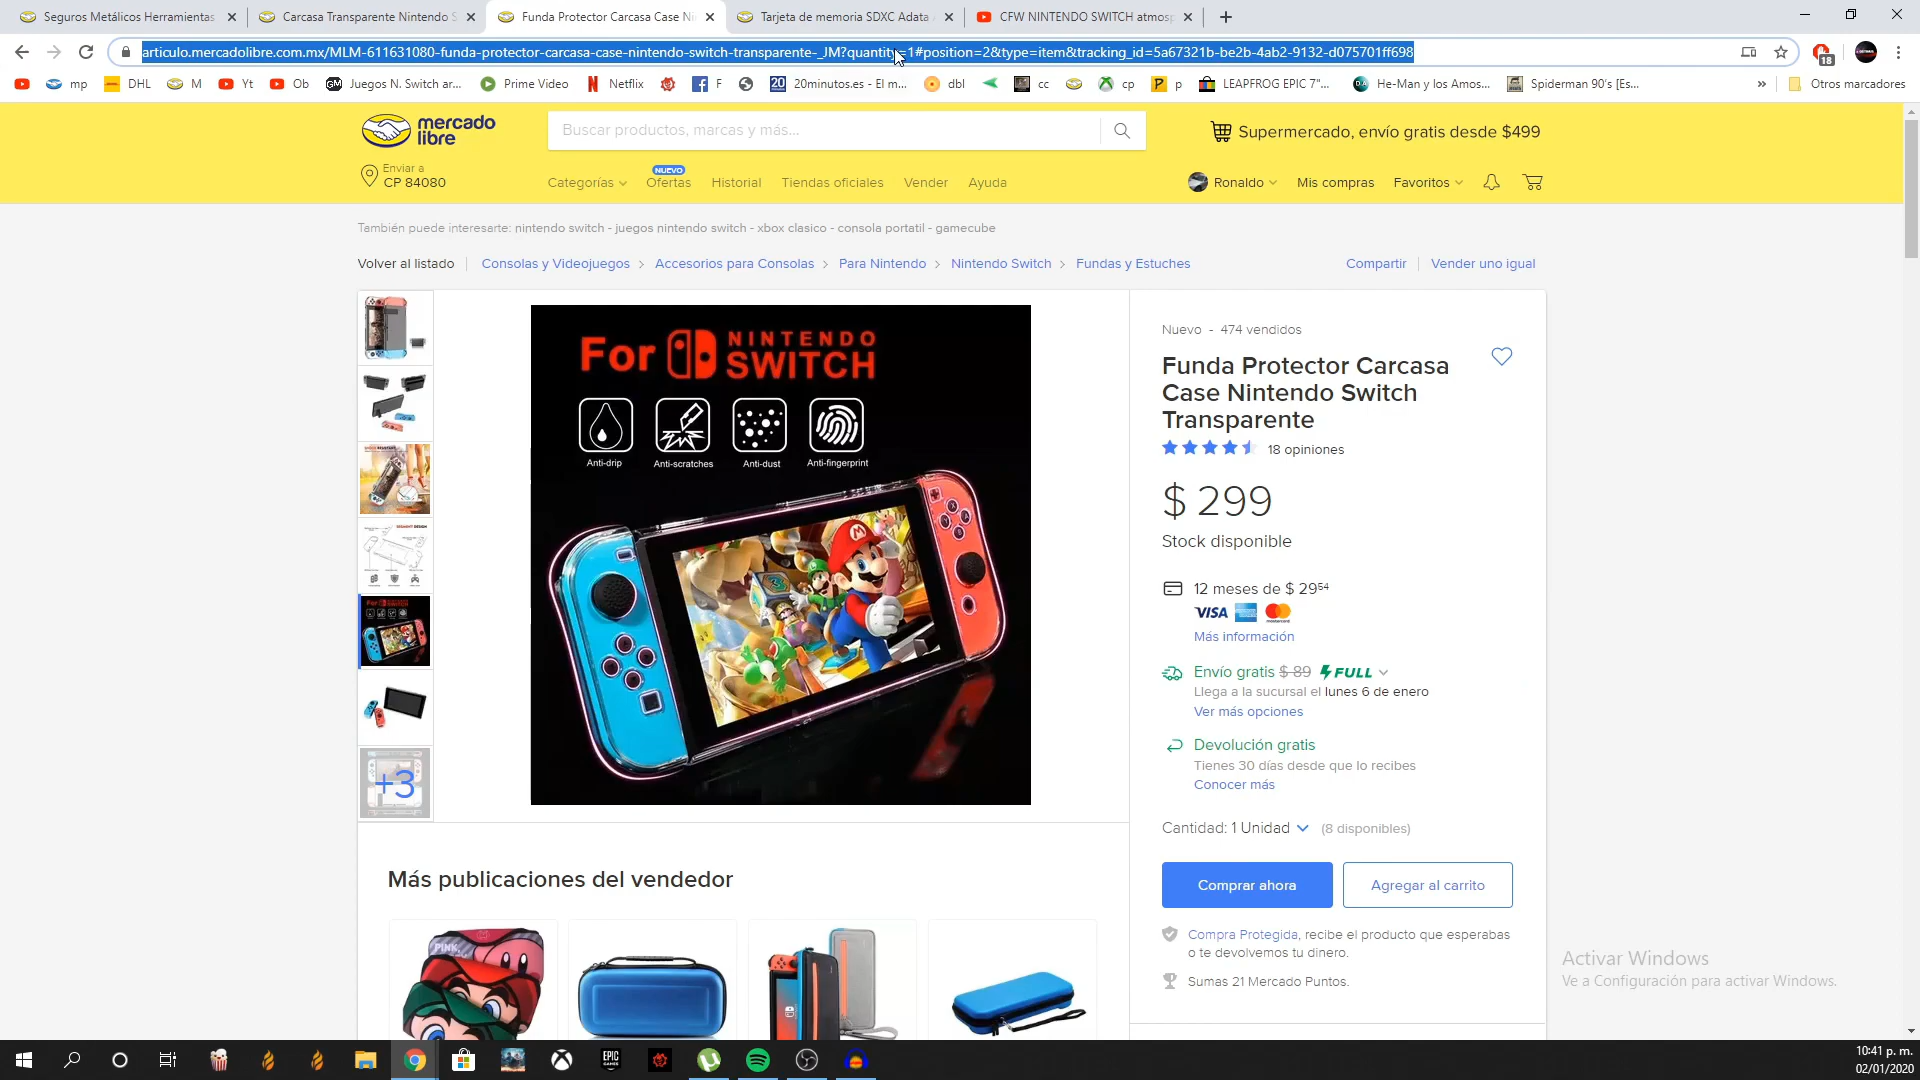 Seguros Metálicos Herramientas
Carcasa Transparente Nintendo S
Funda Protector Carcasa Case Ni
Tarjeta de memoria SDXC Adata
CFW NINTENDO SWITCH atmosp
articulo.mercadolibre.com.mx/MLM-611631080-funda-protector-carcasa-case-nintendo-switch-transparente-_JM?quantity=1#position=2&type=item&tracking_id=5a67321b-be2b-4ab2-9132-d075701ff698
18
mp
DHL
M
Yt
Ob
Juegos N. Switch ar...
Prime Video
Netflix
F
20minutos.es - El m...
dbl
cc
cp
p
LEAPFROG EPIC 7"...
He-Man y los Amos...
Spiderman 90's [Es...
»
Otros marcadores
mercado
libre
Buscar productos, marcas y más...
Supermercado, envío gratis desde $499
Enviar a
CP 84080
NUEVO
Categorías
Ofertas
Historial
Tiendas oficiales
Vender
Ayuda
Ronaldo
Mis compras
Favoritos
También puede interesarte: nintendo switch - juegos nintendo switch - xbox clasico - consola portatil - gamecube
Volver al listado
Consolas y Videojuegos > Accesorios para Consolas > Para Nintendo > Nintendo Switch > Fundas y Estuches
Compartir
Vender uno igual
For NINTENDO
SWITCH
Anti-drip
Anti-scratches
Anti-dust
Anti-fingerprint
+3
Nuevo - 474 vendidos
Funda Protector Carcasa
Case Nintendo Switch
Transparente
18 opiniones
$ 299
Stock disponible
12 meses de $ 29 54
VISA
Más información
Envío gratis $ 89 FULL
Llega a la sucursal el lunes 6 de enero
Ver más opciones
Devolución gratis
Tienes 30 días desde que lo recibes
Conocer más
Cantidad: 1 Unidad (8 disponibles)
Comprar ahora
Agregar al carrito
Compra Protegida, recibe el producto que esperabas
o te devolvemos tu dinero.
Sumas 21 Mercado Puntos.
Más publicaciones del vendedor
Activar Windows
Ve a Configuración para activar Windows.
EPIC
GAMES
10:41 p. m.
02/01/2020